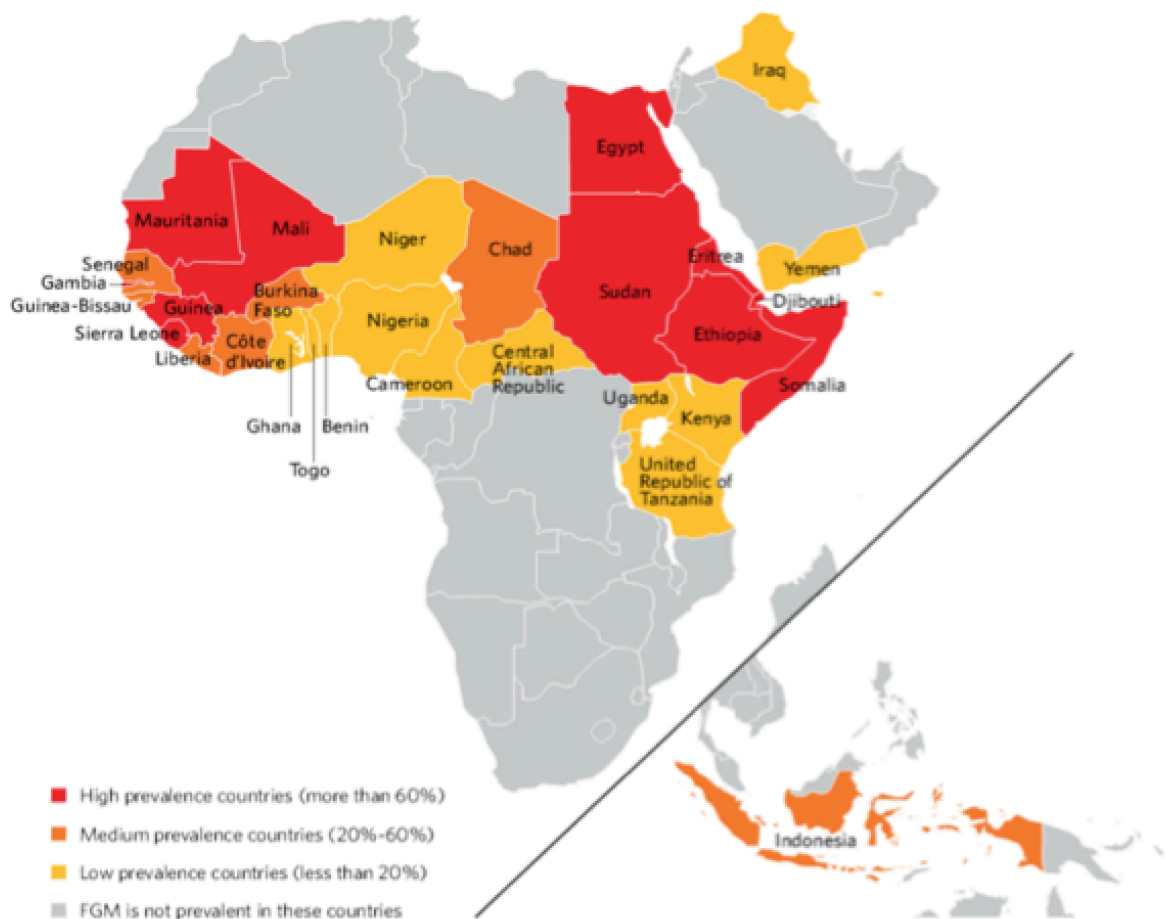 Iraq
Egypt
Mauritania
Mali
Niger
Chad
Eritrea
Yemen
Senegal
Gambia
Guinea-Bissau
Burkina
Faso
Sudan
Djibouti
Guinea
Nigeria
Ethiopia
Sierra Leone
Côte
d'Ivoire
Liberia
Central
African
Republic
Cameroon
Somalia
Uganda
Kenya
Ghana
Benin
Togo
United
Republic of
Tanzania
High prevalence countries (more than 60%)
Medium prevalence countries (20%-60%)
Indonesia
Low prevalence countries (less than 20%)
FGM is not prevalent in these countries